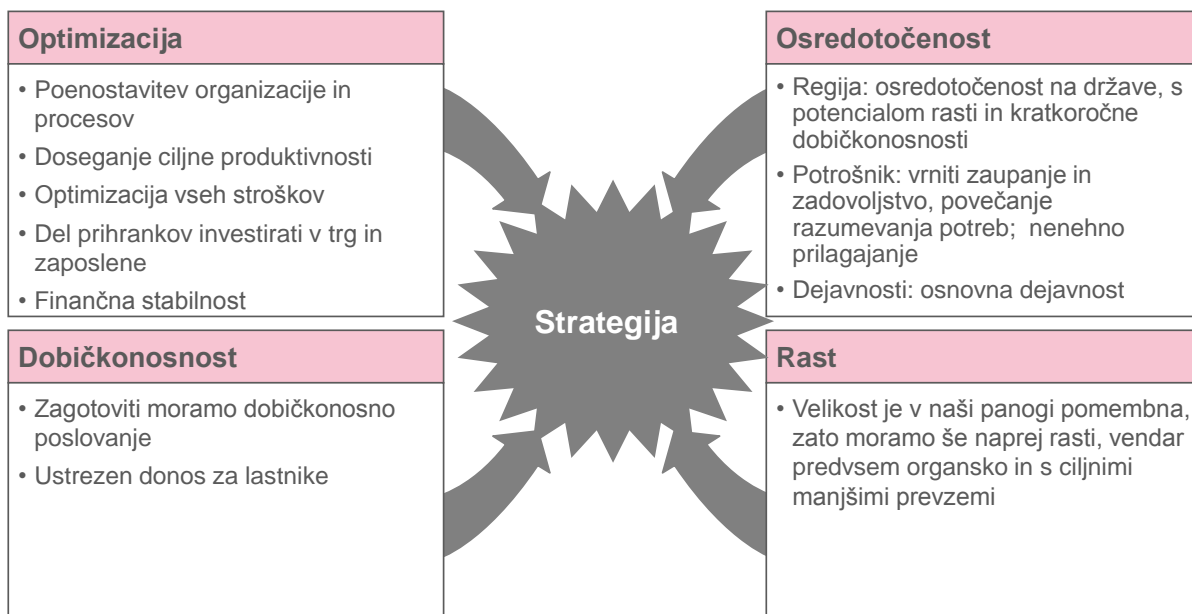 Optimizacija
• Poenostavitev organizacije in
procesov
• Doseganje ciljne produktivnosti
• Optimizacija vseh stroškov
• Del prihrankov investirati v trg in
zaposlene
• Finančna stabilnost
Osredotočenost
• Regija: osredotočenost na države, s
potencialom rasti in kratkoročne
dobičkonosnosti
• Potrošnik: vrniti zaupanje in
zadovoljstvo, povečanje
razumevanja potreb; nenehno
prilagajanje
• Dejavnosti: osnovna dejavnost
Strategija
Dobičkonosnost
• Zagotoviti moramo dobičkonosno
poslovanje
• Ustrezen donos za lastnike
Rast
• Velikost je v naši panogi pomembna,
zato moramo še naprej rasti, vendar
predvsem organsko in s ciljnimi
manjšimi prevzemi